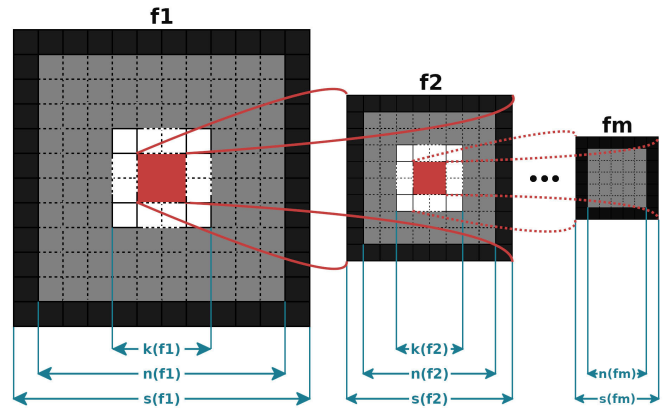 f1
f2
fm
k(f1)
n(f1)
s(f1)
k(f2)
n(f2)
s(f2)
n(fm)
s(fm)